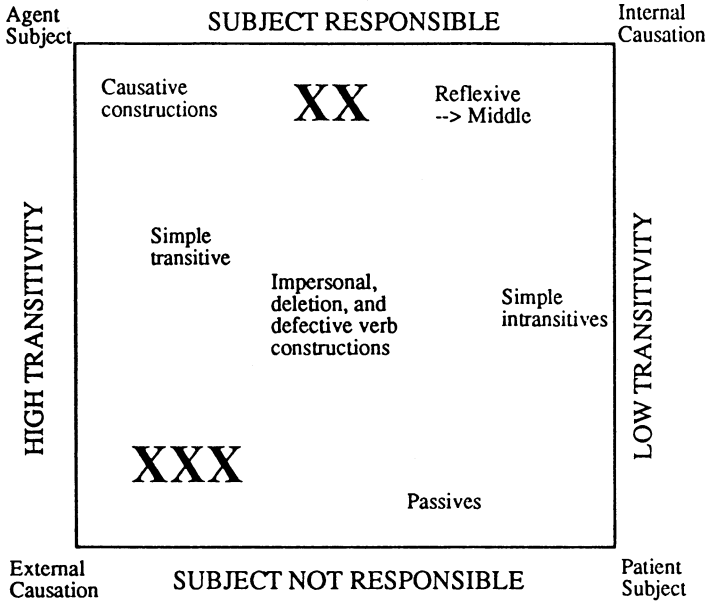 Agent
Subject
SUBJECT RESPONSIBLE
Internal
Causation
Causative
constructions
XX
Reflexive
--> Middle
HIGH TRANSITIVITY
Simple
transitive
Impersonal,
deletion, and
defective verb
constructions
Simple
intransitives
LOW TRANSITIVITY
XXX
Passives
External
Causation
SUBJECT NOT RESPONSIBLE
Patient
Subject